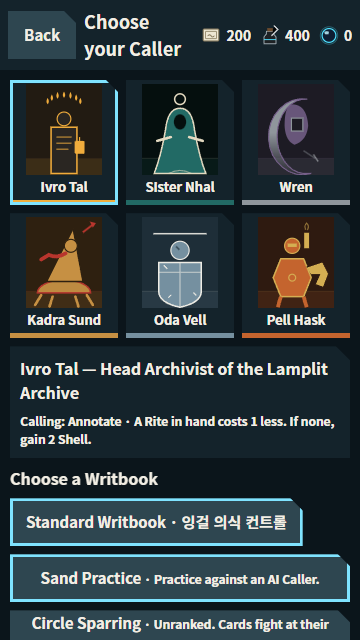 Back
Choose
your Caller
200
400
0
Ivro Tal
Sister Nhal
Wren
Kadra Sund
Oda Vell
Pell Hask
Ivro Tal — Head Archivist of the Lamplit
Archive
Calling: Annotate · A Rite in hand costs 1 less. If none,
gain 2 Shell.
Choose a Writbook
Standard Writbook · 잉걸 의식 컨트롤
Sand Practice · Practice against an AI Caller.
Circle Sparring · Unranked. Cards fight at their